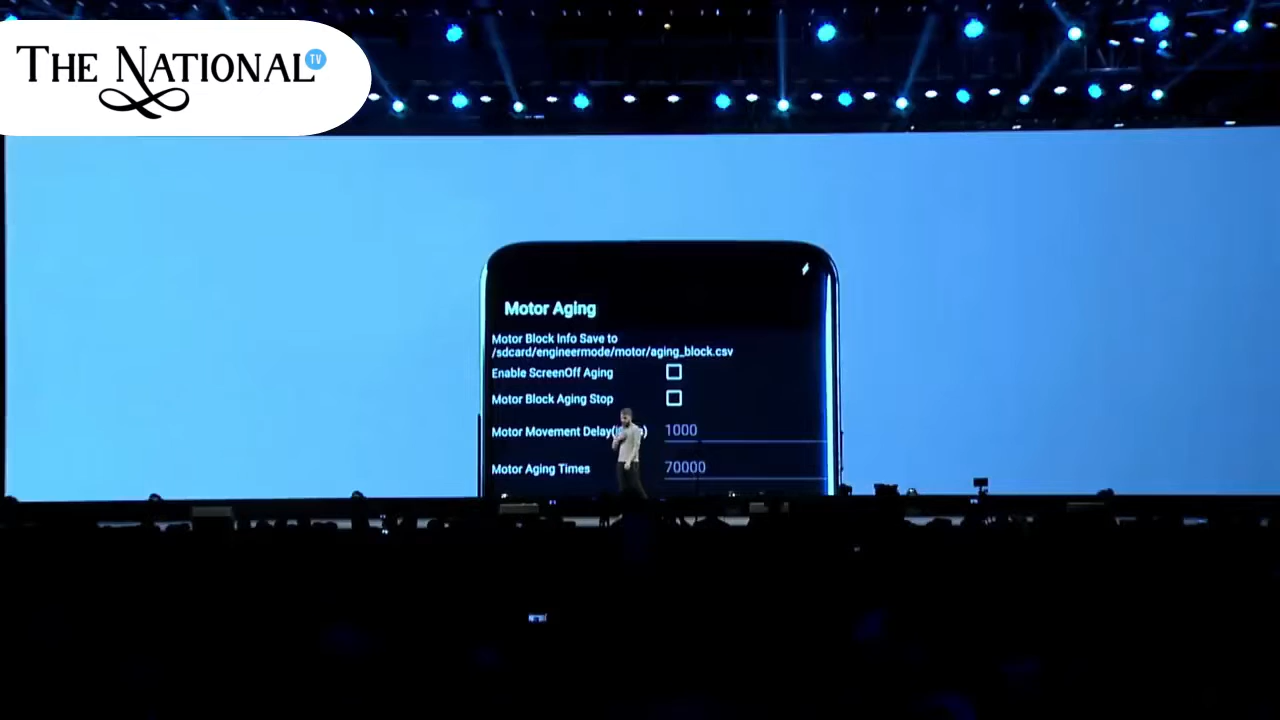 THE NATIONAL TV
Motor Aging
Motor Block Info Save to
/sdcard/engineermode/motor/aging_block.csv
Enable ScreenOff Aging
Motor Block Aging Stop
Motor Movement Delay
1000
Motor Aging Times
70000